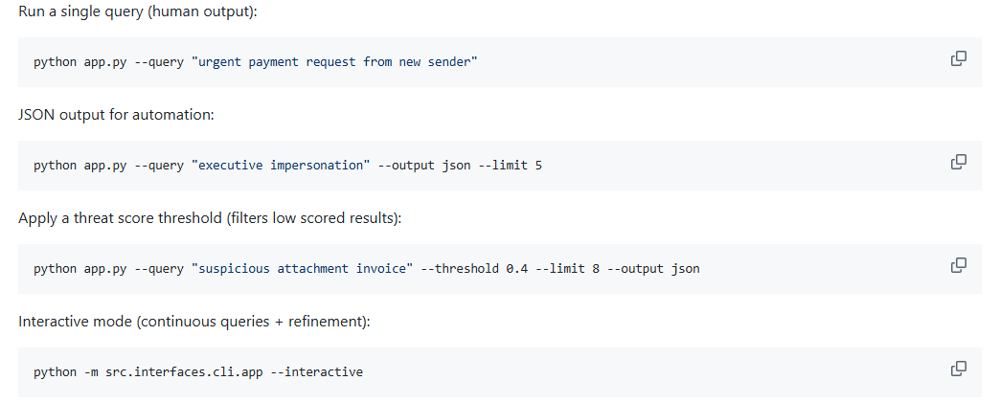 Run a single query (human output):
python app.py --query "urgent payment request from new sender"
JSON output for automation:
python app.py --query "executive impersonation" --output json --limit 5
Apply a threat score threshold (filters low scored results):
python app.py --query "suspicious attachment invoice" --threshold 0.4 --limit 8 --output json
Interactive mode (continuous queries + refinement):
python -m src.interfaces.cli.app --interactive